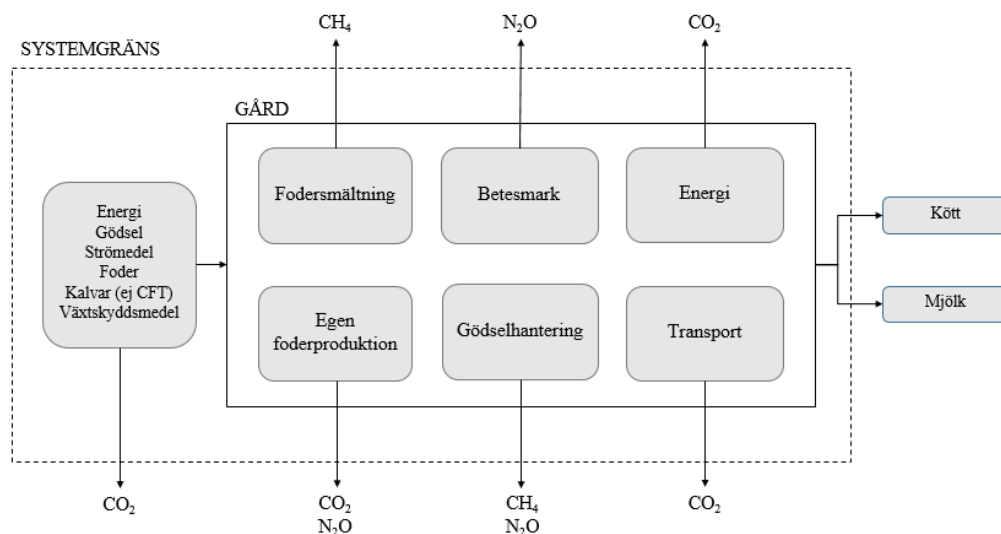 CH₄
N₂O
CO₂
SYSTEMGRÄNS
GÅRD
Fodersmältning
Betesmark
Energi
Energi
Gödsel
Strömedel
Foder
Kalvar (ej CFT)
Växtskyddsmedel
Egen
foderproduktion
Gödselhantering
Transport
Kött
Mjölk
CO₂
CO₂
N₂O
CH₄
N₂O
CO₂